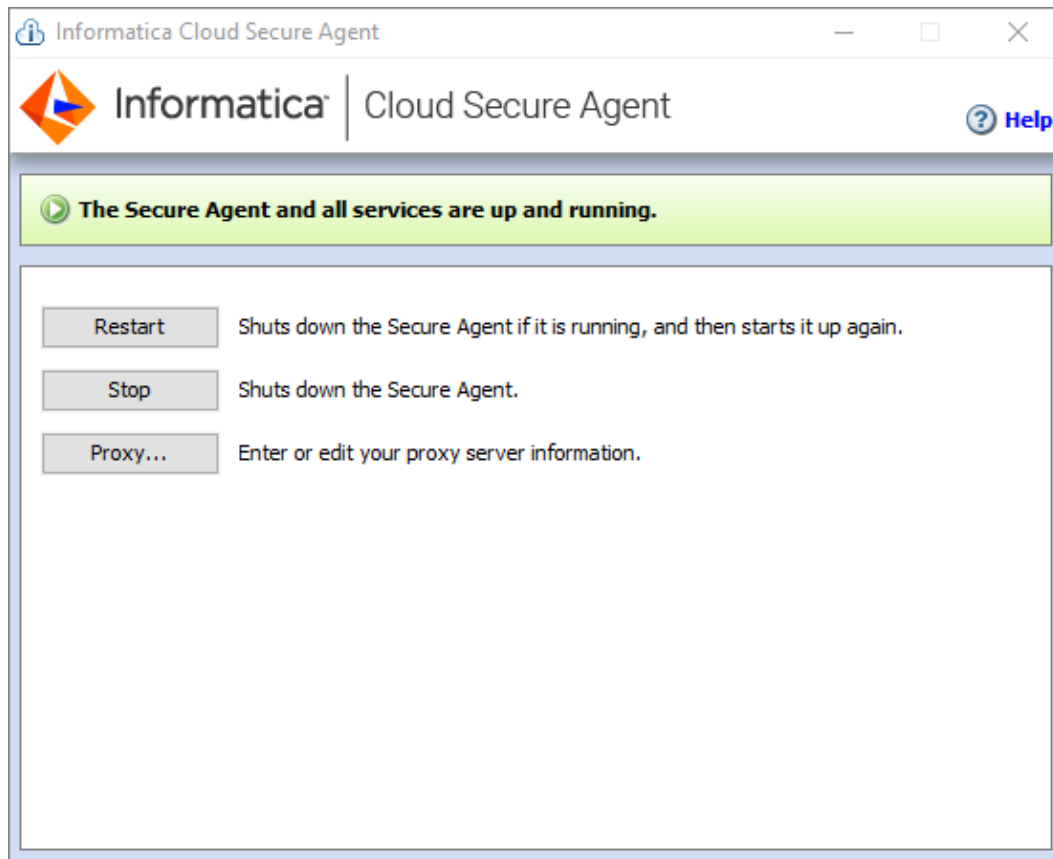 Informatica Cloud Secure Agent
Informatica Cloud Secure Agent
Help
The Secure Agent and all services are up and running.
Restart Shuts down the Secure Agent if it is running, and then starts it up again.
Stop Shuts down the Secure Agent.
Proxy... Enter or edit your proxy server information.